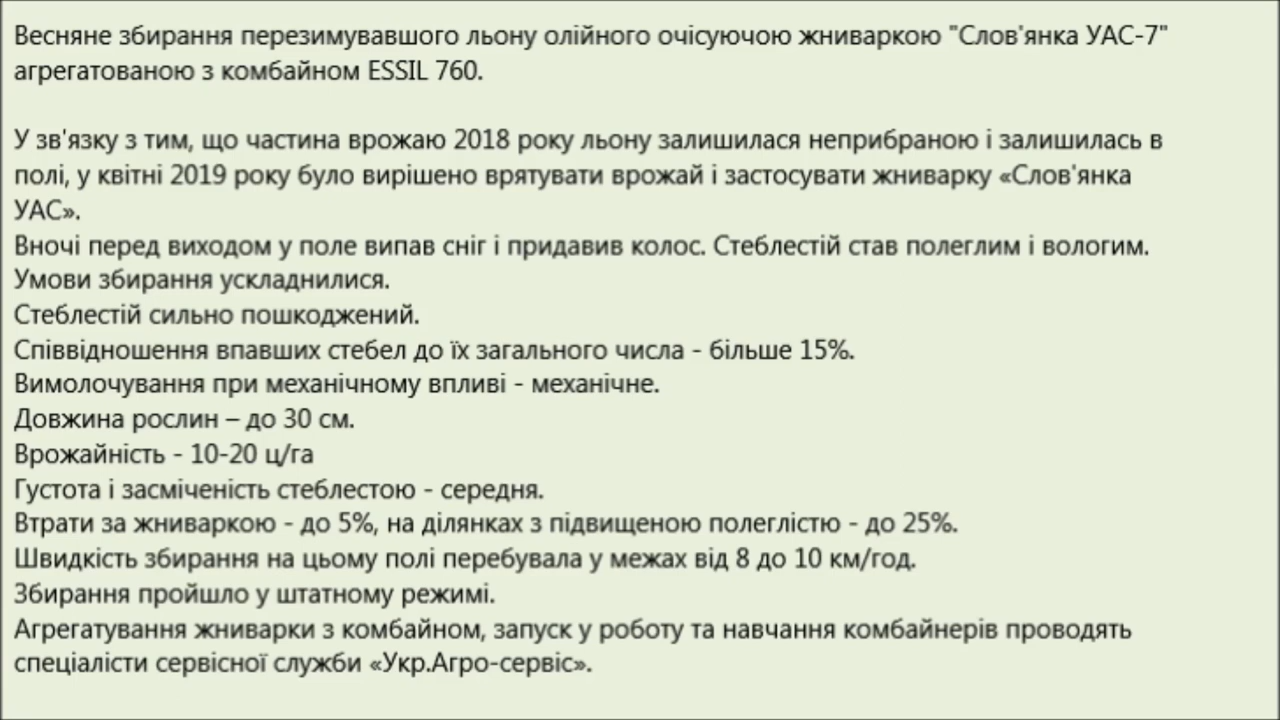 Весняне збирання перезимувавшого льону олійного очісуючою жниваркою "Слов'янка УАС-7"
агрегатованою з комбайном ESSIL 760.
У зв'язку з тим, що частина врожаю 2018 року льону залишилася неприбраною і залишилась в
полі, у квітні 2019 року було вирішено врятувати врожай і застосувати жниварку «Слов'янка
УАС».
Вночі перед виходом у поле випав сніг і придавив колос. Стеблестій став полеглим і вологим.
Умови збирання ускладнилися.
Стеблестій сильно пошкоджений.
Співвідношення впавших стебел до їх загального числа - більше 15%.
Вимолочування при механічному впливі - механічне.
Довжина рослин – до 30 см.
Врожайність - 10-20 ц/га
Густота і засміченість стеблестою - середня.
Втрати за жниваркою - до 5%, на ділянках з підвищеною полеглістю - до 25%.
Швидкість збирання на цьому полі перебувала у межах від 8 до 10 км/год.
Збирання пройшло у штатному режимі.
Агрегатування жниварки з комбайном, запуск у роботу та навчання комбайнерів проводять
спеціалісти сервісної служби «Укр.Агро-сервіс».